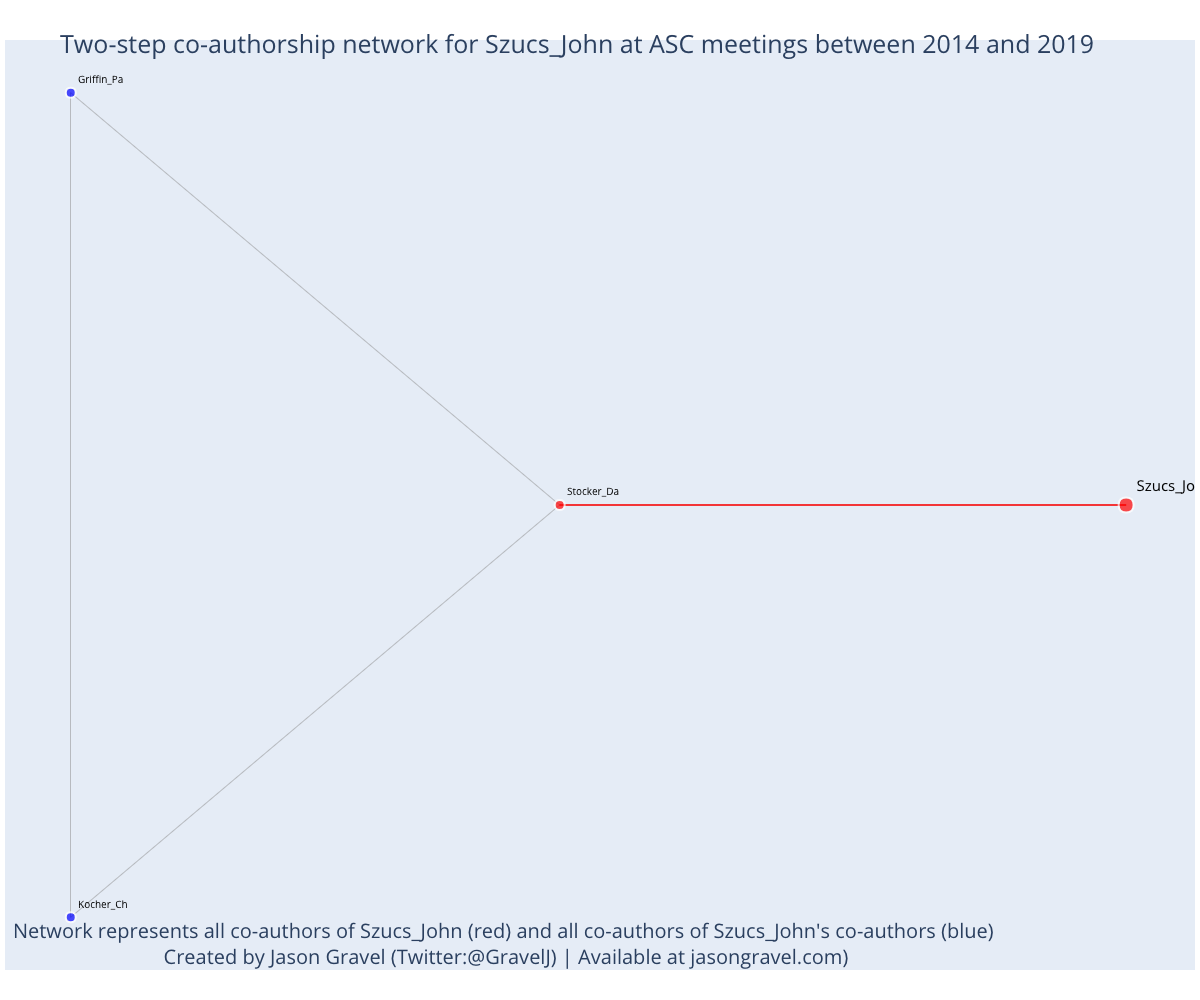 Two-step co-authorship network for Szucs_John at ASC meetings between 2014 and 2019
Griffin_Pa
Szucs_Jo
Stocker_Da
Kocher_Ch
Network represents all co-authors of Szucs_John (red) and all co-authors of Szucs_John's co-authors (blue)
Created by Jason Gravel (Twitter:@GravelJ) | Available at jasongravel.com)